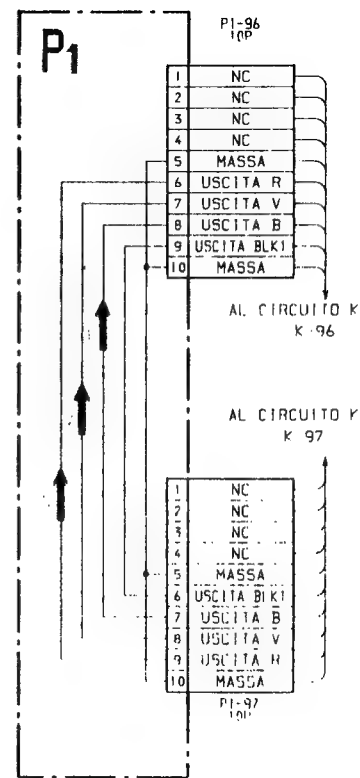 P1
P1-96
10P
1 NC
2 NC
3 NC
4 NC
5 MASSA
6 USCITA R
7 USCITA V
8 USCITA B
9 USCITA BLK1
10 MASSA
AL CIRCUITO K
K-96
AL CIRCUITO K
K 97
1 NC
2 NC
3 NC
4 NC
5 MASSA
6 USCITA BLK1
7 USCITA B
8 USCITA V
9 USCITA R
10 MASSA
P1-97
10P